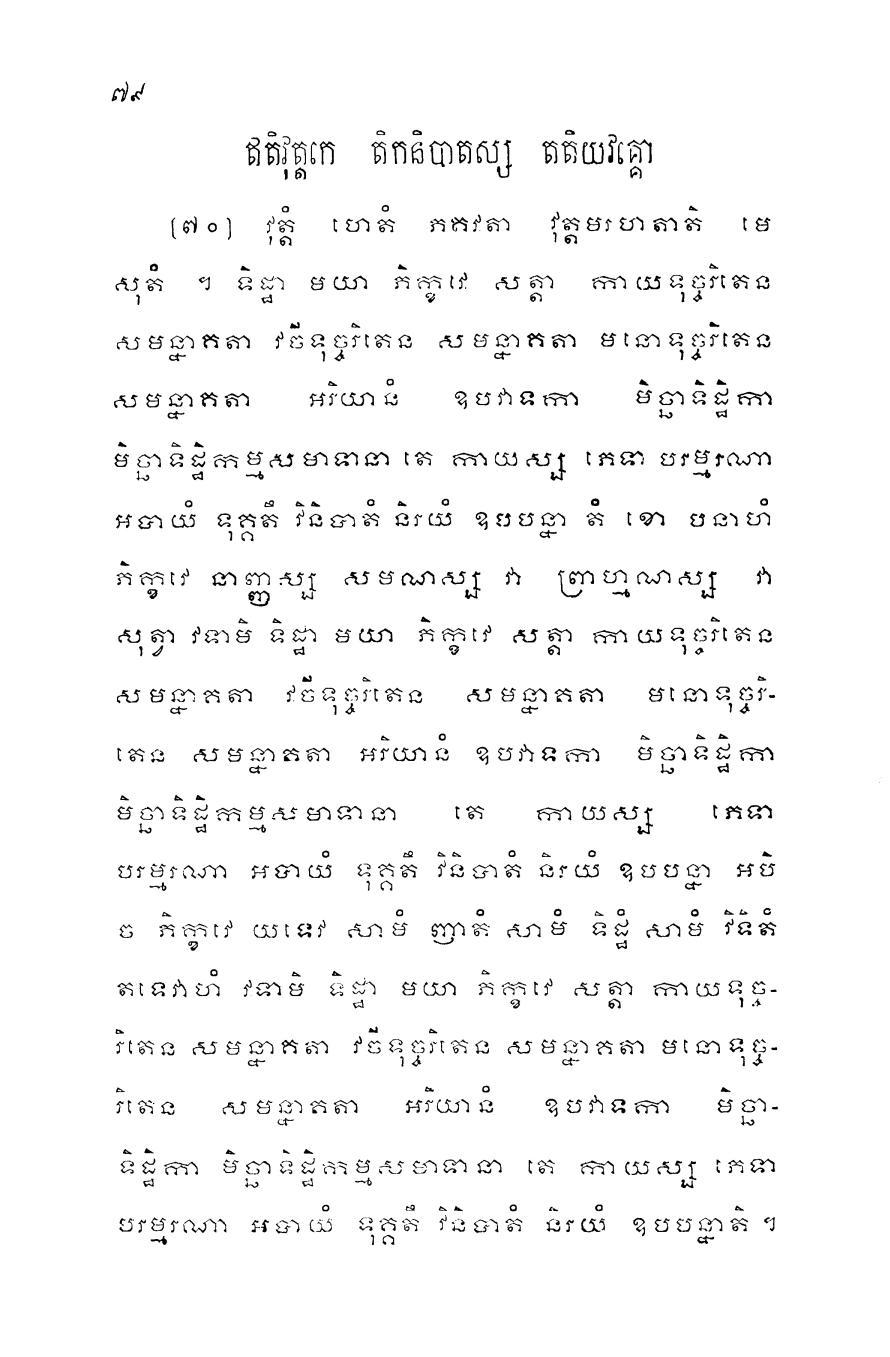 ៧៩
ឥតិវុត្តកេ តិកនិបាតស្ស តតិយវគ្គោ
(៧០) វុត្តំ ហេតំ ភគវតា វុត្តមរហតាតិ មេ
សុតំ ។ ទិដ្ឋា មយា ភិក្ខវេ សត្តា កាយទុច្ចរិតេន
សមន្នាគតា វចីទុច្ចរិតេន សមន្នាគតា មនោទុច្ចរិតេន
សមន្នាគតា អរិយានំ ឧបវាទកា មិច្ឆាទិដ្ឋិកា
មិច្ឆាទិដ្ឋិកម្មសមាទានា តេ កាយស្ស ភេទា បរម្មរណា
អបាយំ ទុគ្គតឹ វិនិបាតំ និរយំ ឧបបន្នា តំ ខោ បនាហំ
ភិក្ខវេ នាញ្ញស្ស សមណស្ស វា ព្រាហ្មណស្ស វា
សុត្វា វទាមិ ទិដ្ឋា មយា ភិក្ខវេ សត្តា កាយទុច្ចរិតេន
សមន្នាគតា វចីទុច្ចរិតេន សមន្នាគតា មនោទុច្ចរិ-
តេន សមន្នាគតា អរិយានំ ឧបវាទកា មិច្ឆាទិដ្ឋិកា
មិច្ឆាទិដ្ឋិកម្មសមាទានា តេ កាយស្ស ភេទា
បរម្មរណា អបាយំ ទុគ្គតឹ វិនិបាតំ និរយំ ឧបបន្នា អបិ
ច ភិក្ខវេ យទេវ សាមំ ញាតំ សាមំ ទិដ្ឋំ សាមំ វិទិតំ
តទេវាហំ វទាមិ ទិដ្ឋា មយា ភិក្ខវេ សត្តា កាយទុច្ច-
រិតេន សមន្នាគតា វចីទុច្ចរិតេន សមន្នាគតា មនោទុច្ច-
រិតេន សមន្នាគតា អរិយានំ ឧបវាទកា មិច្ឆា-
ទិដ្ឋិកា មិច្ឆាទិដ្ឋិកម្មសមាទានា តេ កាយស្ស ភេទា
បរម្មរណា អបាយំ ទុគ្គតឹ វិនិបាតំ និរយំ ឧបបន្នាតិ ។